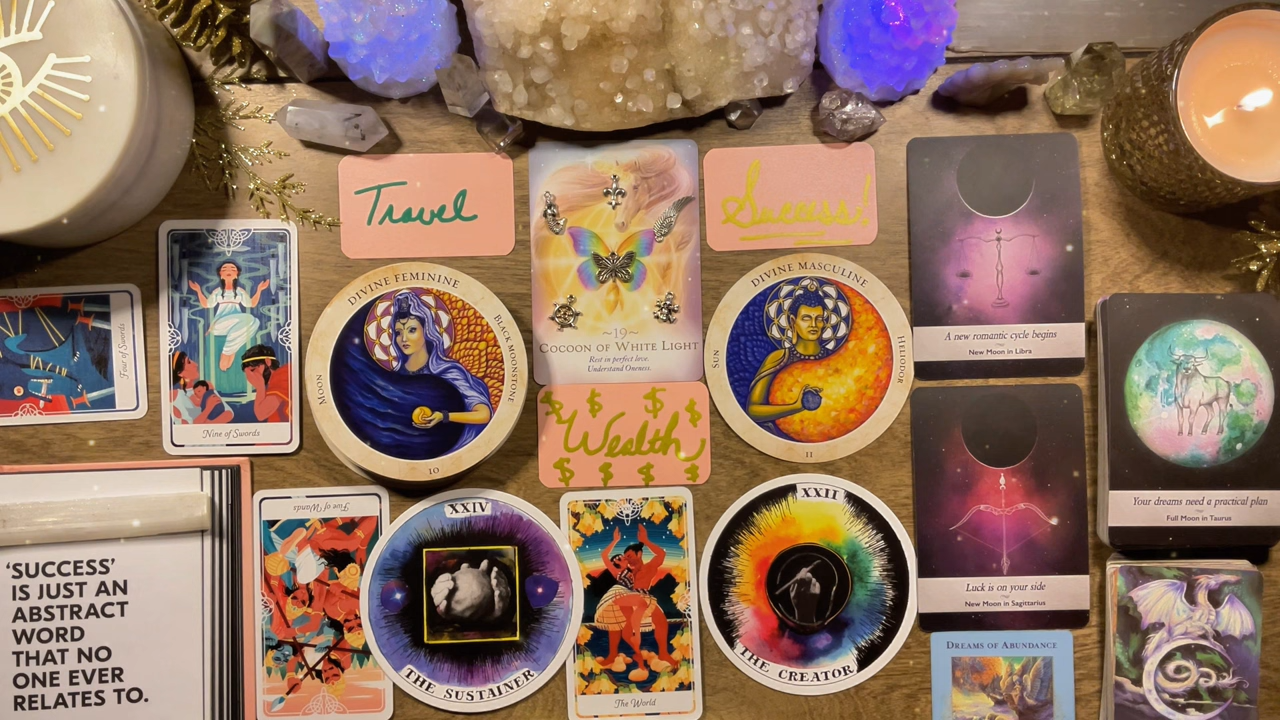 Travel
Success!
~19~
COCOON OF WHITE LIGHT
Rest in perfect love.
Understand Oneness.
A new romantic cycle begins
New Moon in Libra
Four of Swords
Nine of Swords
DIVINE FEMININE
MOON
BLACK MOONSTONE
10
$ $ $ $
Wealth
$ $ $ $
DIVINE MASCULINE
SUN
HELIODOR
11
Your dreams need a practical plan
Full Moon in Taurus
Luck is on your side
New Moon in Sagittarius
'SUCCESS'
IS JUST AN
ABSTRACT
WORD
THAT NO
ONE EVER
RELATES TO.
Five of Wands
XXIV
THE SUSTAINER
The World
XXII
THE CREATOR
DREAMS OF ABUNDANCE